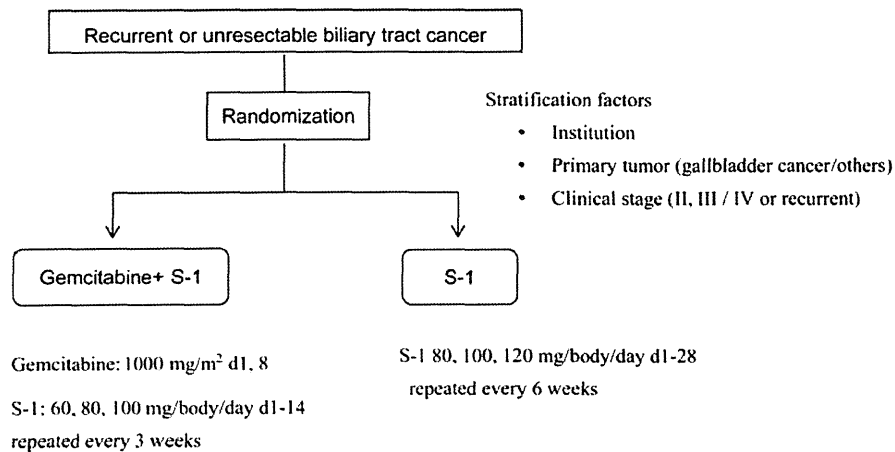 Recurrent or unresectable biliary tract cancer
Randomization
Stratification factors
• Institution
• Primary tumor (gallbladder cancer/others)
• Clinical stage (II, III / IV or recurrent)
Gemcitabine+ S-1
S-1
Gemcitabine: 1000 mg/m² d1, 8
S-1: 60, 80, 100 mg/body/day d1-14
repeated every 3 weeks
S-1 80, 100, 120 mg/body/day d1-28
repeated every 6 weeks